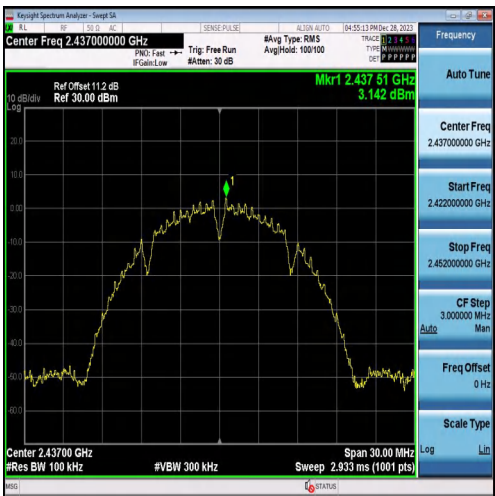 Keysight Spectrum Analyzer - Swept SA
RL RF 50 Ω AC SENSE:PULSE ALIGN AUTO 04:55:13 PM Dec 28, 2023
Center Freq 2.437000000 GHz
PNO: Fast
IFGain:Low
Trig: Free Run
#Atten: 30 dB
#Avg Type: RMS
Avg|Hold: 100/100
TRACE 1 2 3 4 5 6
TYPE M W W W W W
DET P P P P P P
Frequency
Ref Offset 11.2 dB
10 dB/div Ref 30.00 dBm
Log
Mkr1 2.437 51 GHz
3.142 dBm
20.0
10.0
0.00
-10.0
-20.0
-30.0
-40.0
-50.0
-60.0
1
Center 2.43700 GHz
Span 30.00 MHz
#Res BW 100 kHz
#VBW 300 kHz
Sweep 2.933 ms (1001 pts)
Auto Tune
Center Freq
2.437000000 GHz
Start Freq
2.422000000 GHz
Stop Freq
2.452000000 GHz
CF Step
3.000000 MHz
Auto Man
Freq Offset
0 Hz
Scale Type
Log Lin
MSG
STATUS